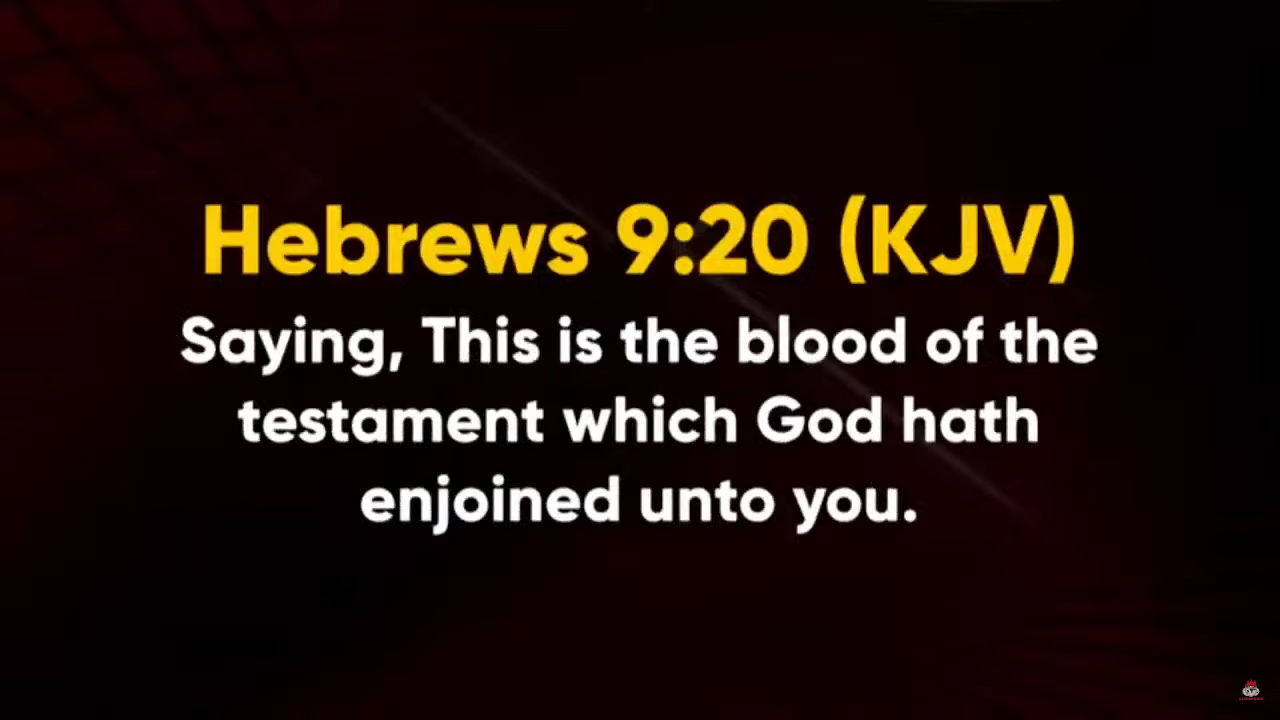 Hebrews 9:20 (KJV)
Saying, This is the blood of the
testament which God hath
enjoined unto you.